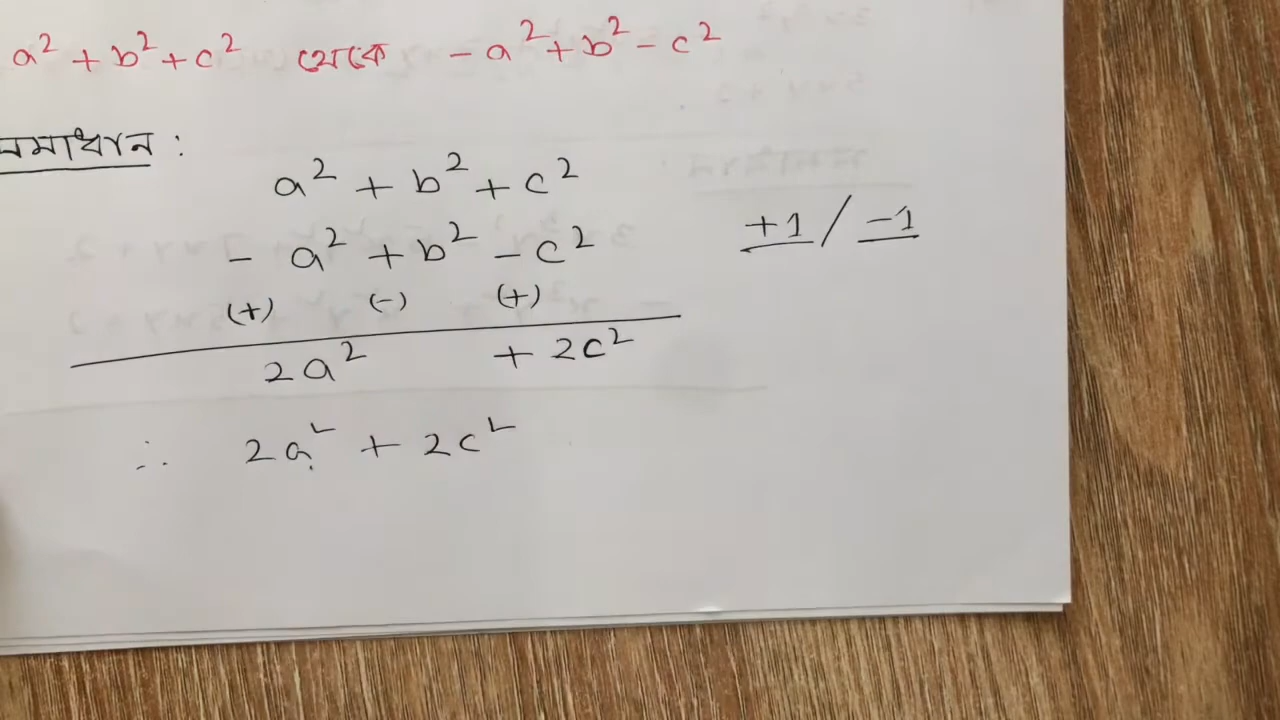 a² + b² + c² থেকে - a² + b² - c²
সমাধান :
a² + b² + c²
- a² + b² - c²
+1 / -1
(+) (-) (+)
2a² + 2c²
∴ 2a² + 2c²